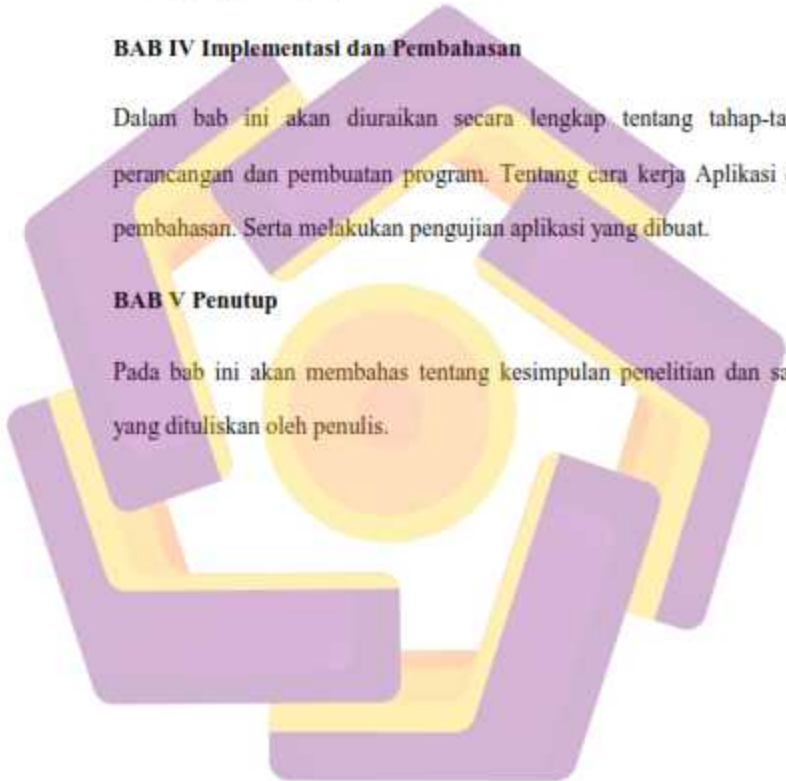 BAB IV Implementasi dan Pembahasan
Dalam bab ini akan diuraikan secara lengkap tentang tahap-ta
perancangan dan pembuatan program. Tentang cara kerja Aplikasi
pembahasan. Serta melakukan pengujian aplikasi yang dibuat.
BAB V Penutup
Pada bab ini akan membahas tentang kesimpulan penelitian dan sa
yang dituliskan oleh penulis.